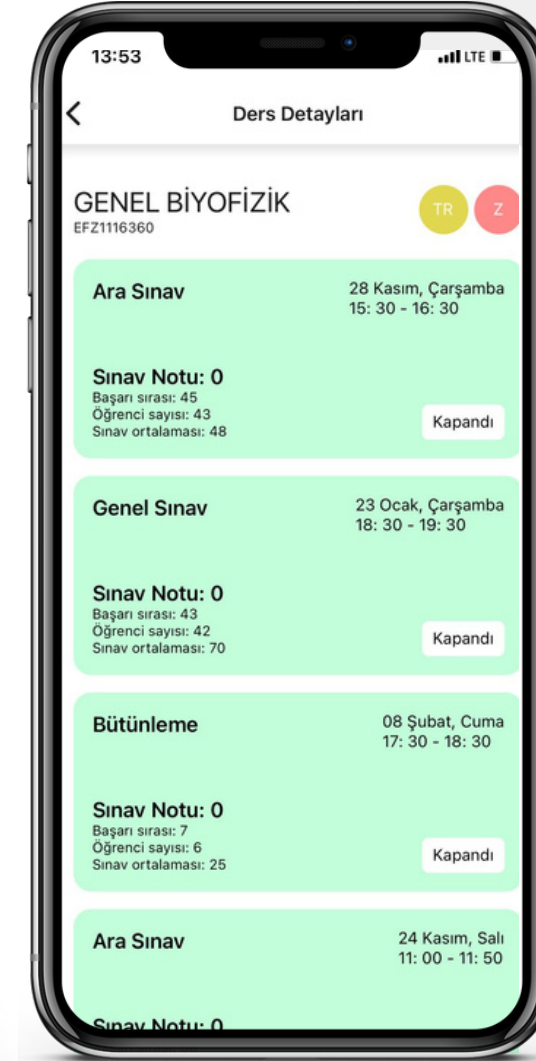 13:53
LTE
Ders Detayları
GENEL BİYOFİZİK
EFZ1116360
TR
Z
Ara Sınav
28 Kasım, Çarşamba
15: 30 - 16: 30
Sınav Notu: 0
Başarı sırası: 45
Öğrenci sayısı: 43
Sınav ortalaması: 48
Kapandı
Genel Sınav
23 Ocak, Çarşamba
18: 30 - 19: 30
Sınav Notu: 0
Başarı sırası: 43
Öğrenci sayısı: 42
Sınav ortalaması: 70
Kapandı
Bütünleme
08 Şubat, Cuma
17: 30 - 18: 30
Sınav Notu: 0
Başarı sırası: 7
Öğrenci sayısı: 6
Sınav ortalaması: 25
Kapandı
Ara Sınav
24 Kasım, Salı
11: 00 - 11: 50
Sınav Notu: 0